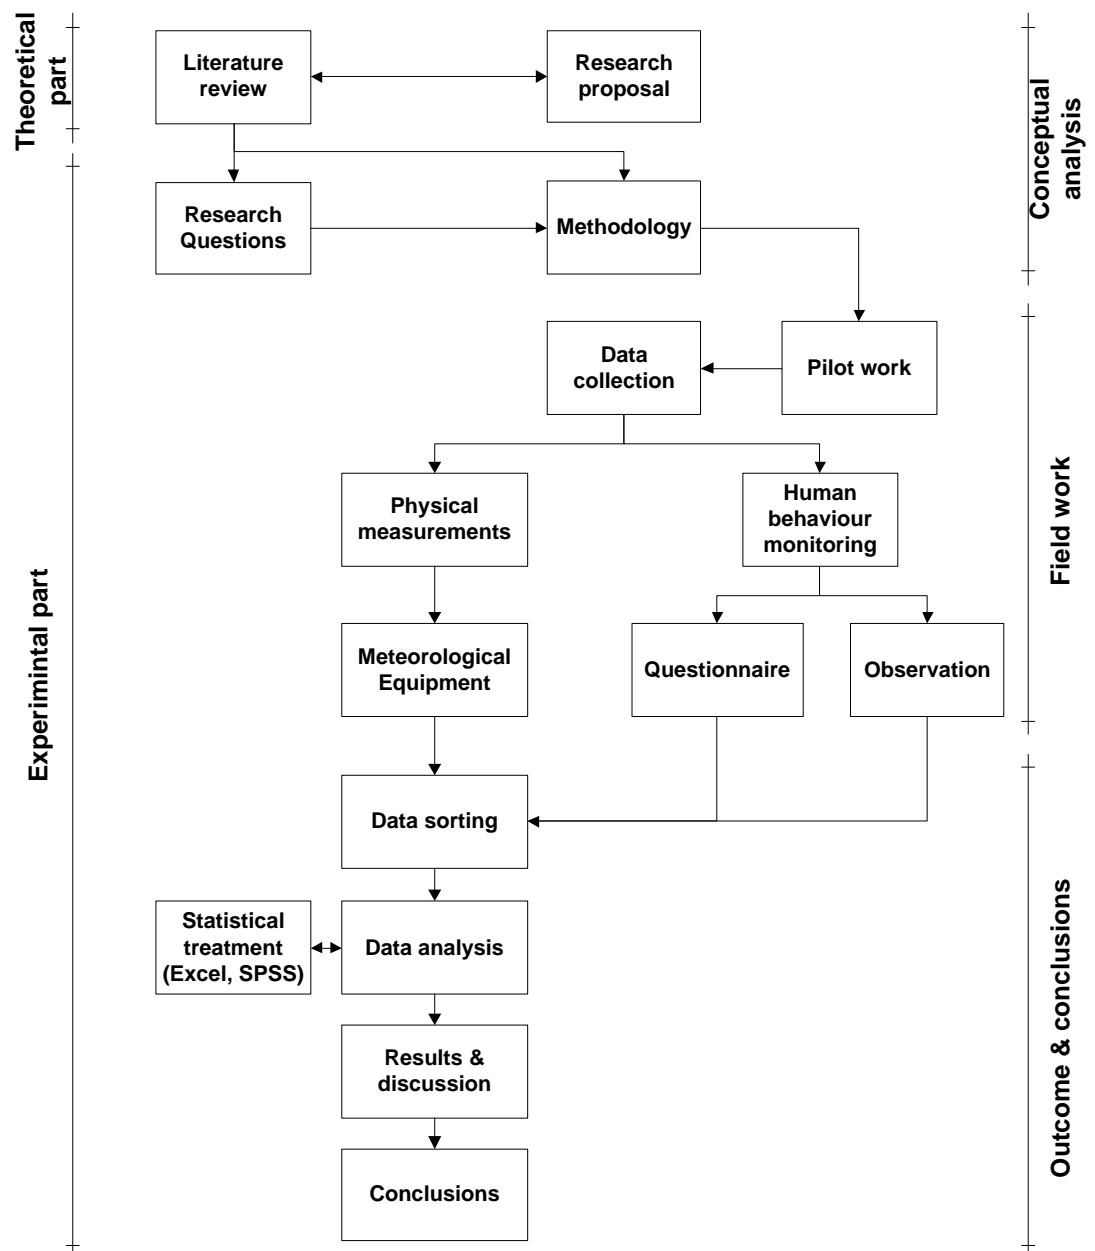 Theoretical
part
Literature
review
Research
proposal
Conceptual
analysis
Research
Questions
Methodology
Data
collection
Pilot work
Physical
measurements
Human
behaviour
monitoring
Field work
Experimintal part
Meteorological
Equipment
Questionnaire
Observation
Data sorting
Statistical
treatment
(Excel, SPSS)
Data analysis
Outcome & conclusions
Results &
discussion
Conclusions